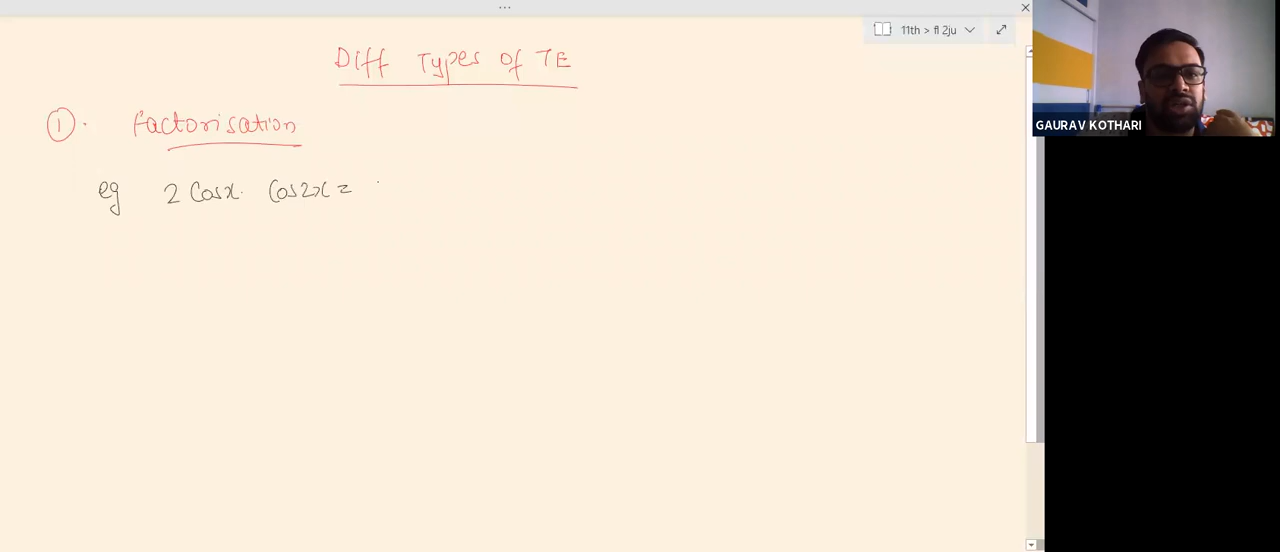 ...
11th > fl 2ju
GAURAV KOTHARI
Diff Types of TE
① . Factorisation
eg 2 Cosx. Cos2x =